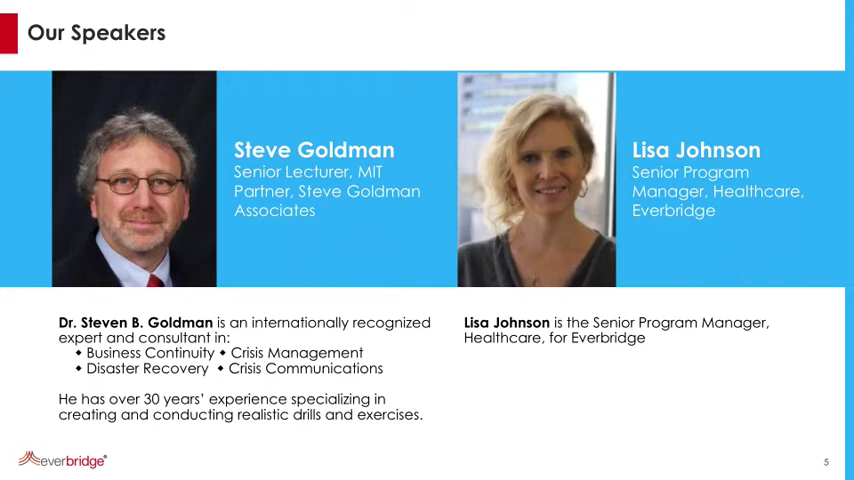 Our Speakers
Steve Goldman
Senior Lecturer, MIT
Partner, Steve Goldman
Associates
Lisa Johnson
Senior Program
Manager, Healthcare,
Everbridge
Dr. Steven B. Goldman is an internationally recognized
expert and consultant in:
◆ Business Continuity ◆ Crisis Management
◆ Disaster Recovery ◆ Crisis Communications
He has over 30 years’ experience specializing in
creating and conducting realistic drills and exercises.
Lisa Johnson is the Senior Program Manager,
Healthcare, for Everbridge
everbridge®
5